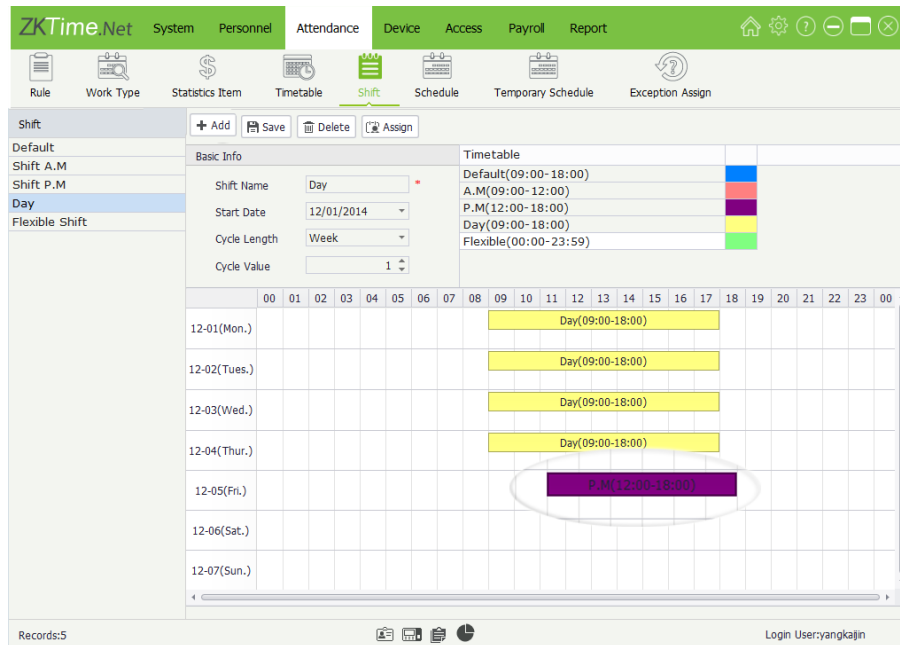 ZKTime.Net System Personnel Attendance Device Access Payroll Report
Rule Work Type Statistics Item Timetable Shift Schedule Temporary Schedule Exception Assign
Shift
+ Add Save Delete Assign
Default
Shift A.M
Shift P.M
Day
Flexible Shift
Basic Info
Shift Name Day *
Start Date 12/01/2014
Cycle Length Week
Cycle Value 1
Timetable
Default(09:00-18:00)
A.M(09:00-12:00)
P.M(12:00-18:00)
Day(09:00-18:00)
Flexible(00:00-23:59)
00 01 02 03 04 05 06 07 08 09 10 11 12 13 14 15 16 17 18 19 20 21 22 23 00
12-01(Mon.) Day(09:00-18:00)
12-02(Tues.) Day(09:00-18:00)
12-03(Wed.) Day(09:00-18:00)
12-04(Thur.) Day(09:00-18:00)
12-05(Fri.) P.M(12:00-18:00)
12-06(Sat.)
12-07(Sun.)
Records:5 Login User:yangkaijin